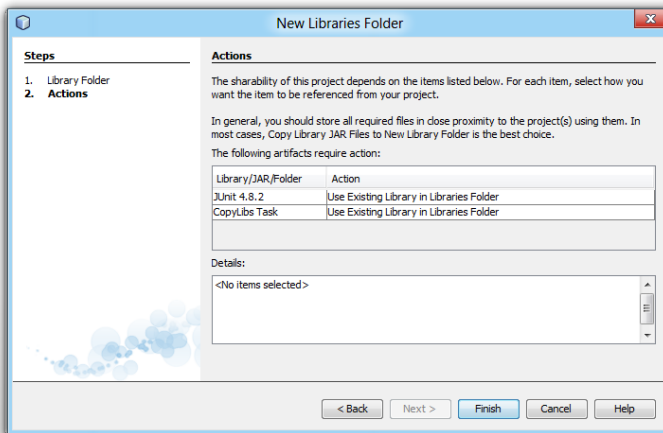 New Libraries Folder
x
Steps
1. Library Folder
2. Actions
Actions
The sharability of this project depends on the items listed below. For each item, select how you
want the item to be referenced from your project.
In general, you should store all required files in close proximity to the project(s) using them. In
most cases, Copy Library JAR Files to New Library Folder is the best choice.
The following artifacts require action:
Library/JAR/Folder Action
JUnit 4.8.2 Use Existing Library in Libraries Folder
CopyLibs Task Use Existing Library in Libraries Folder
Details:
<No items selected>
< Back Next > Finish Cancel Help